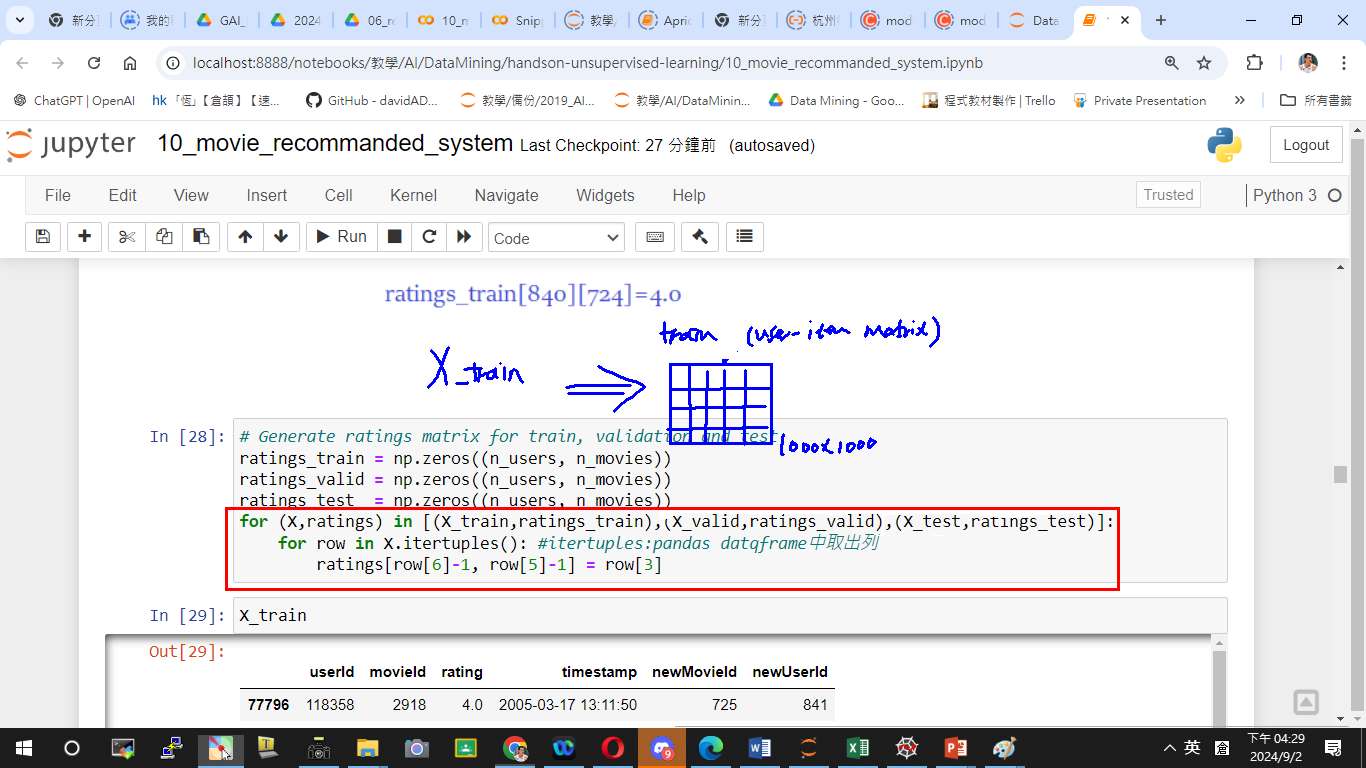 新分 我的 GAI_ 2024 06_re 10_m Snipp 教學/ Apric 新分 杭州 mod mod Data
localhost:8888/notebooks/教學/AI/DataMining/handson-unsupervised-learning/10_movie_recommanded_system.ipynb
ChatGPT | OpenAI hk 「恆」【倉頡】【速... GitHub - davidAD... 教學/備份/2019_AI... 教學/AI/DataMinin... Data Mining - Goo... 程式教材製作 | Trello Private Presentation » 所有書籤
jupyter 10_movie_recommanded_system Last Checkpoint: 27 分鐘前 (autosaved) Logout
File Edit View Insert Cell Kernel Navigate Widgets Help Trusted Python 3
Run Code
ratings_train[840][724]=4.0
train (user-item matrix)
X_train
1000x1000
In [28]: # Generate ratings matrix for train, validation and test
ratings_train = np.zeros((n_users, n_movies))
ratings_valid = np.zeros((n_users, n_movies))
ratings_test = np.zeros((n_users, n_movies))
for (X,ratings) in [(X_train,ratings_train),(X_valid,ratings_valid),(X_test,ratings_test)]:
for row in X.itertuples(): #itertuples:pandas datqframe中取出列
ratings[row[6]-1, row[5]-1] = row[3]
In [29]: X_train
Out[29]:
userId movieId rating timestamp newMovieId newUserId
77796 118358 2918 4.0 2005-03-17 13:11:50 725 841
英 倉 下午 04:29
2024/9/2